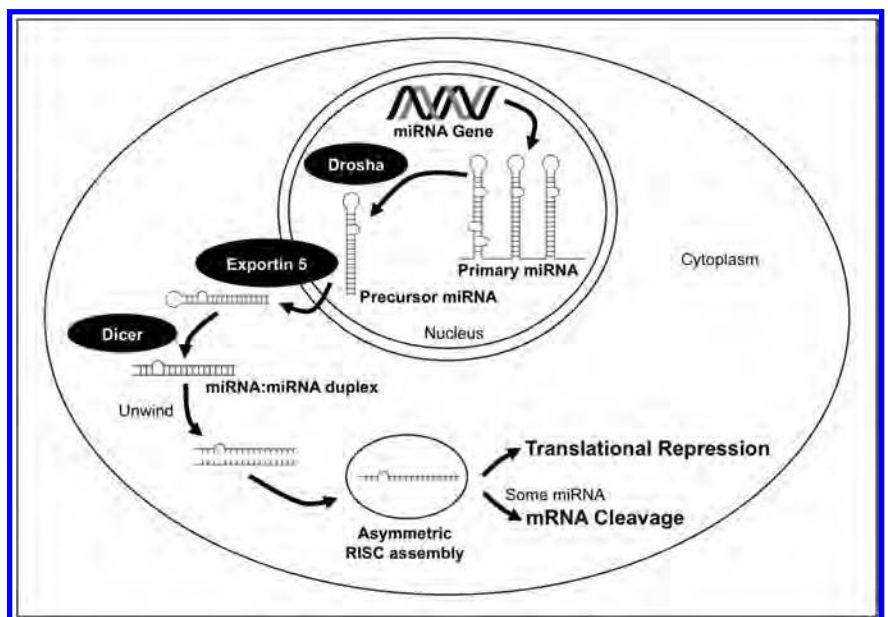 miRNA Gene
Drosha
Primary miRNA
Exportin 5
Precursor miRNA
Nucleus
Cytoplasm
Dicer
miRNA:miRNA duplex
Unwind
Translational Repression
Some miRNA
mRNA Cleavage
Asymmetric
RISC assembly